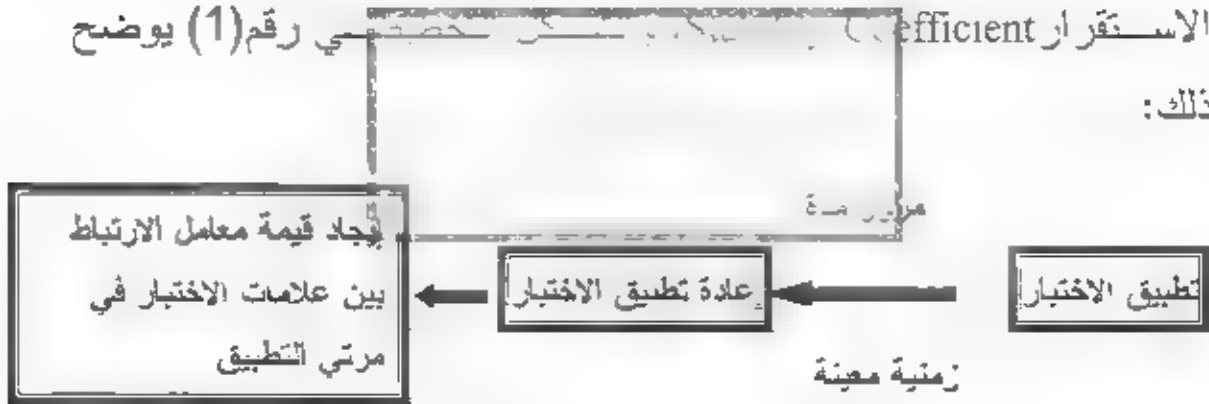 الاستقرار efficient رقم(1) يوضح
ذلك:
مرور مدة
تطبيق الاختبار
إعادة تطبيق الاختبار
إيجاد قيمة معامل الارتباط
بين علامات الاختبار في
مرتي التطبيق
زمنية معينة